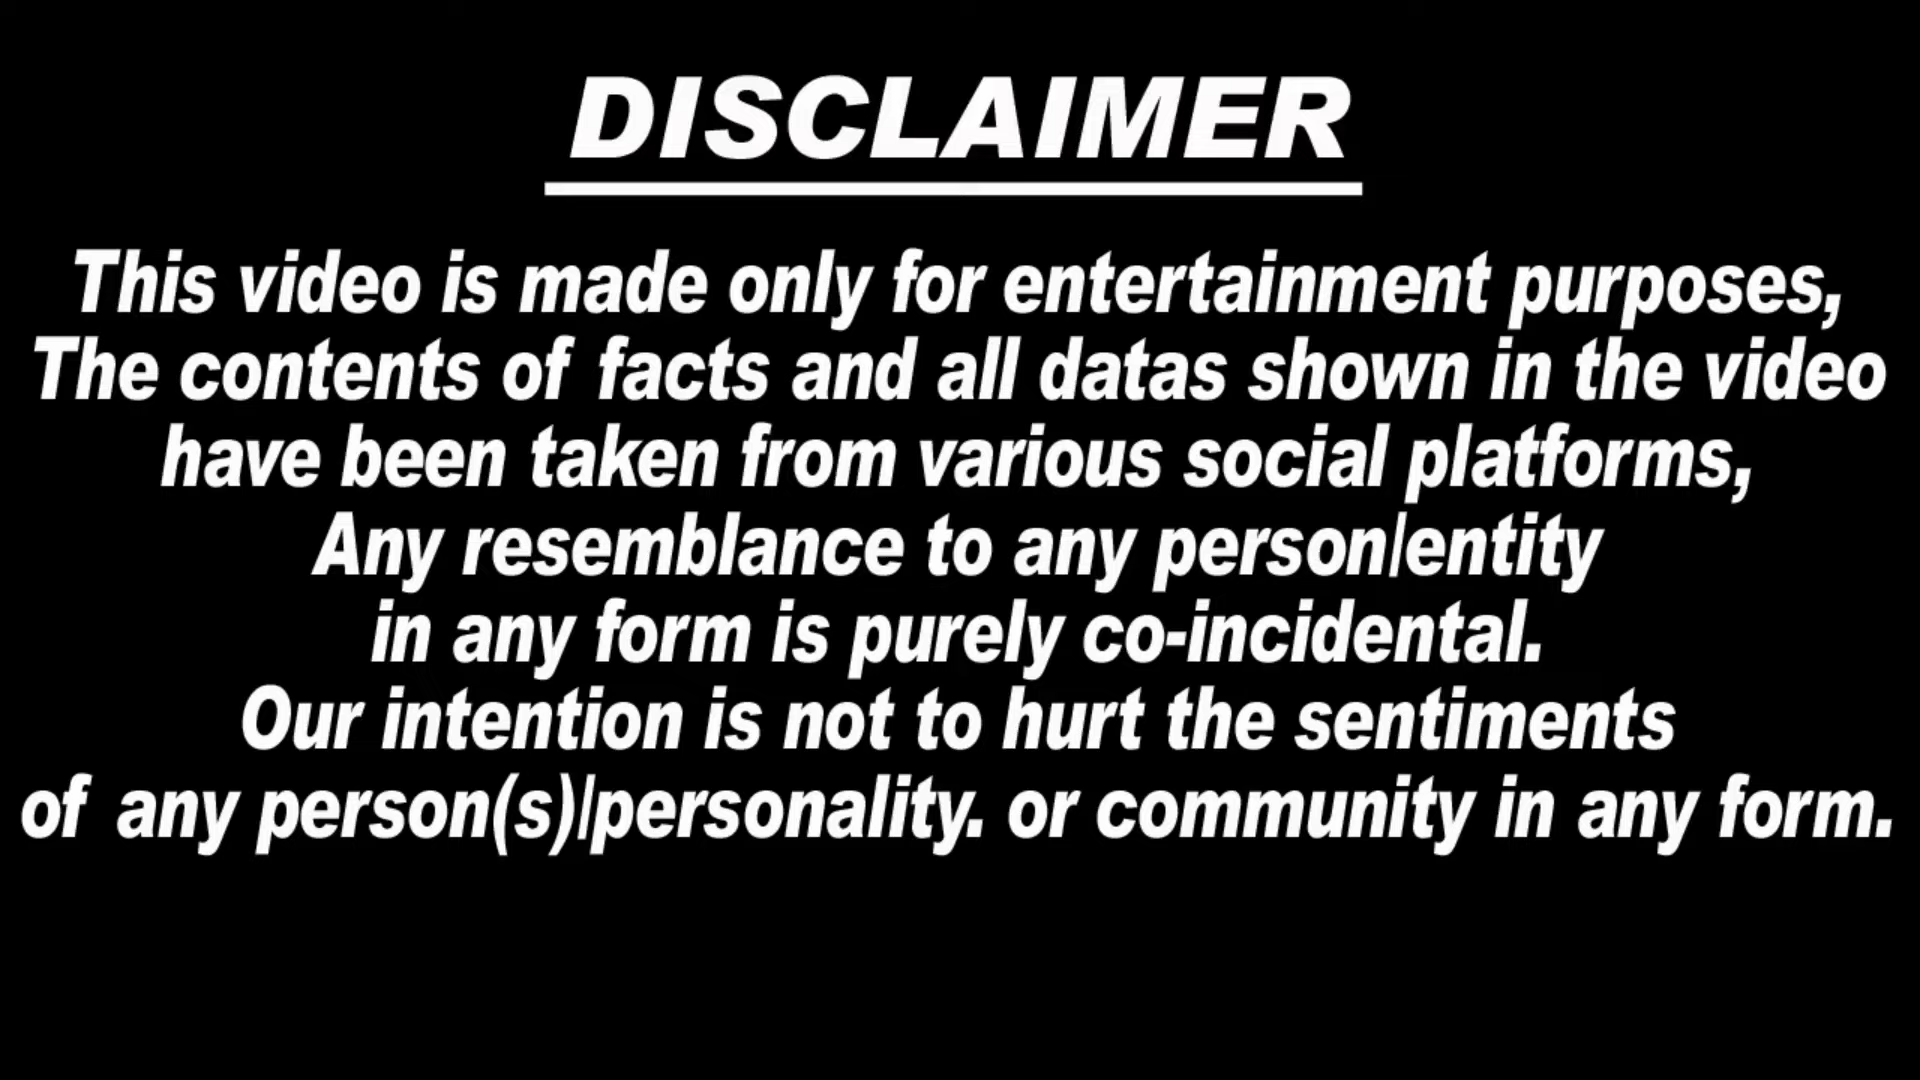 DISCLAIMER
This video is made only for entertainment purposes,
The contents of facts and all datas shown in the video
have been taken from various social platforms,
Any resemblance to any person/entity
in any form is purely co-incidental.
Our intention is not to hurt the sentiments
of any person(s)/personality. or community in any form.